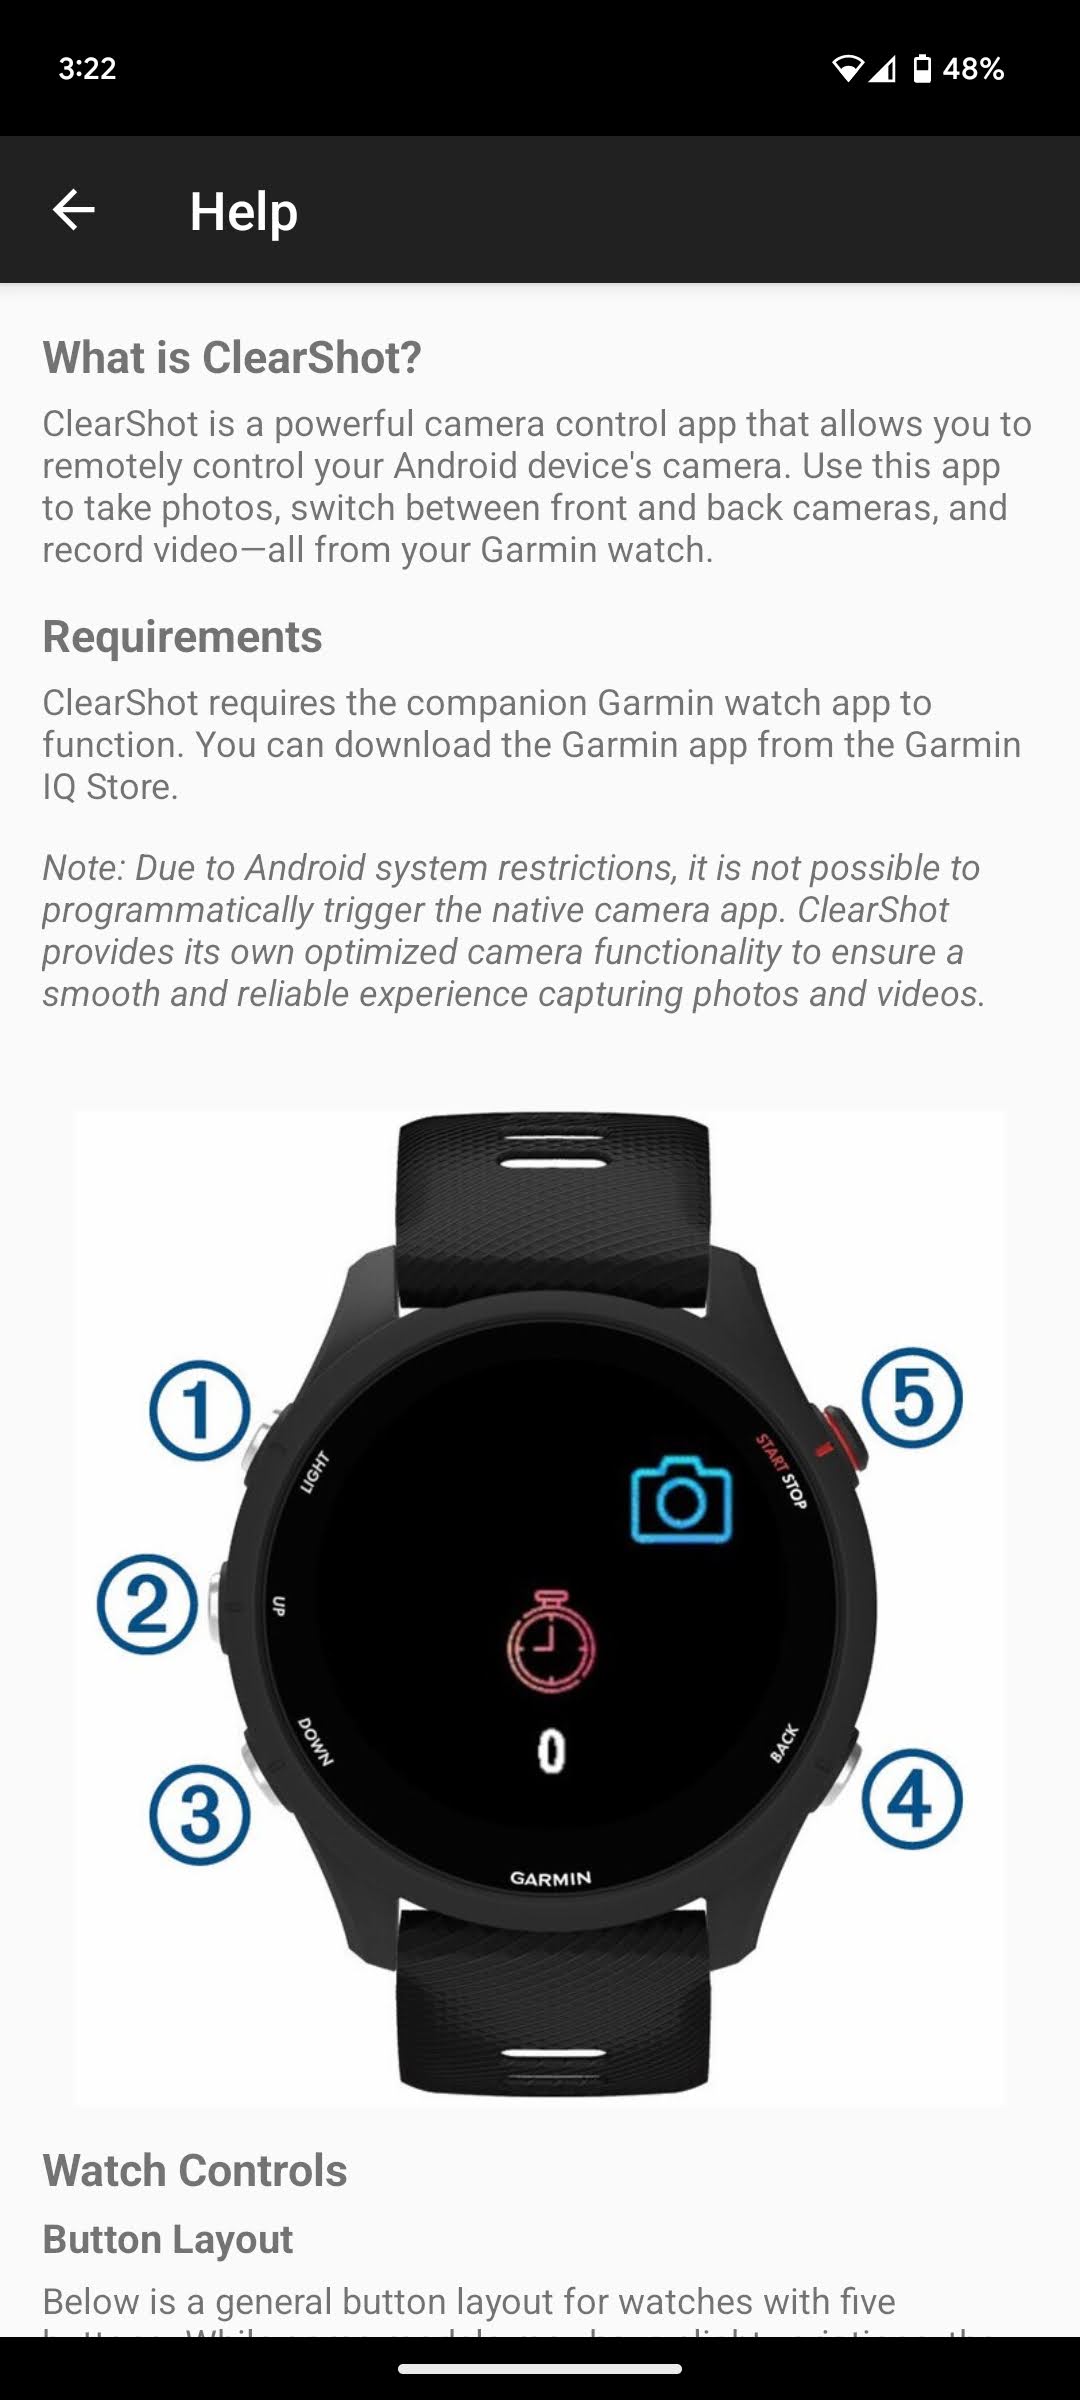 3:22
48%
Help
What is ClearShot?
ClearShot is a powerful camera control app that allows you to
remotely control your Android device's camera. Use this app
to take photos, switch between front and back cameras, and
record video—all from your Garmin watch.
Requirements
ClearShot requires the companion Garmin watch app to
function. You can download the Garmin app from the Garmin
IQ Store.
Note: Due to Android system restrictions, it is not possible to
programmatically trigger the native camera app. ClearShot
provides its own optimized camera functionality to ensure a
smooth and reliable experience capturing photos and videos.
1
5
LIGHT
START STOP
2
UP
0
DOWN
BACK
3
4
GARMIN
Watch Controls
Button Layout
Below is a general button layout for watches with five